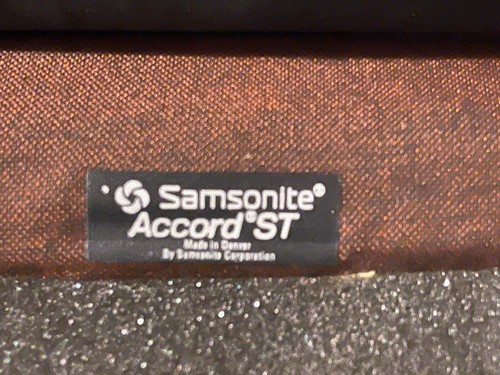 Samsonite®
Accord® ST
Made in Denver
By Samsonite Corporation